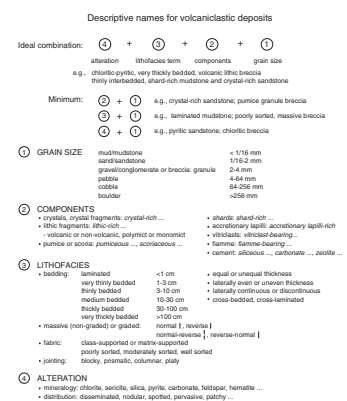 Descriptive names for volcaniclastic deposits
Ideal combination: 4 + 3 + 2 + 1
alteration lithofacies term components grain size
e.g., chloritic-pyritic, very thickly bedded, volcanic lithic breccia
thinly interbedded, shard-rich mudstone and crystal-rich sandstone
Minimum: 2 + 1 e.g., crystal-rich sandstone; pumice granule breccia
3 + 1 e.g., laminated mudstone; poorly sorted, massive breccia
4 + 1 e.g., pyritic sandstone; chloritic breccia
1 GRAIN SIZE mud/mudstone < 1/16 mm
sand/sandstone 1/16-2 mm
gravel/conglomerate or breccia: granule 2-4 mm
pebble 4-64 mm
cobble 64-256 mm
boulder >256 mm
2 COMPONENTS
• crystals, crystal fragments: crystal-rich ... • shards: shard-rich ...
• lithic fragments: lithic-rich ... • accretionary lapilli: accretionary lapilli-rich
- volcanic or non-volcanic, polymict or monomict • vitriclasts: vitriclast-bearing...
• pumice or scoria: pumiceous ..., scoriaceous ... • fiamme: fiamme-bearing ...
• cement: siliceous ..., carbonate ..., zeolite ...
3 LITHOFACIES
• bedding: laminated <1 cm • equal or unequal thickness
very thinly bedded 1-3 cm • laterally even or uneven thickness
thinly bedded 3-10 cm • laterally continuous or discontinuous
medium bedded 10-30 cm • cross-bedded, cross-laminated
thickly bedded 30-100 cm
very thickly bedded >100 cm
• massive (non-graded) or graded: normal, reverse
normal-reverse, reverse-normal
• fabric: clast-supported or matrix-supported
poorly sorted, moderately sorted, well sorted
• jointing: blocky, prismatic, columnar, platy
4 ALTERATION
• mineralogy: chlorite, sericite, silica, pyrite, carbonate, feldspar, hematite ...
• distribution: disseminated, nodular, spotted, pervasive, patchy ...